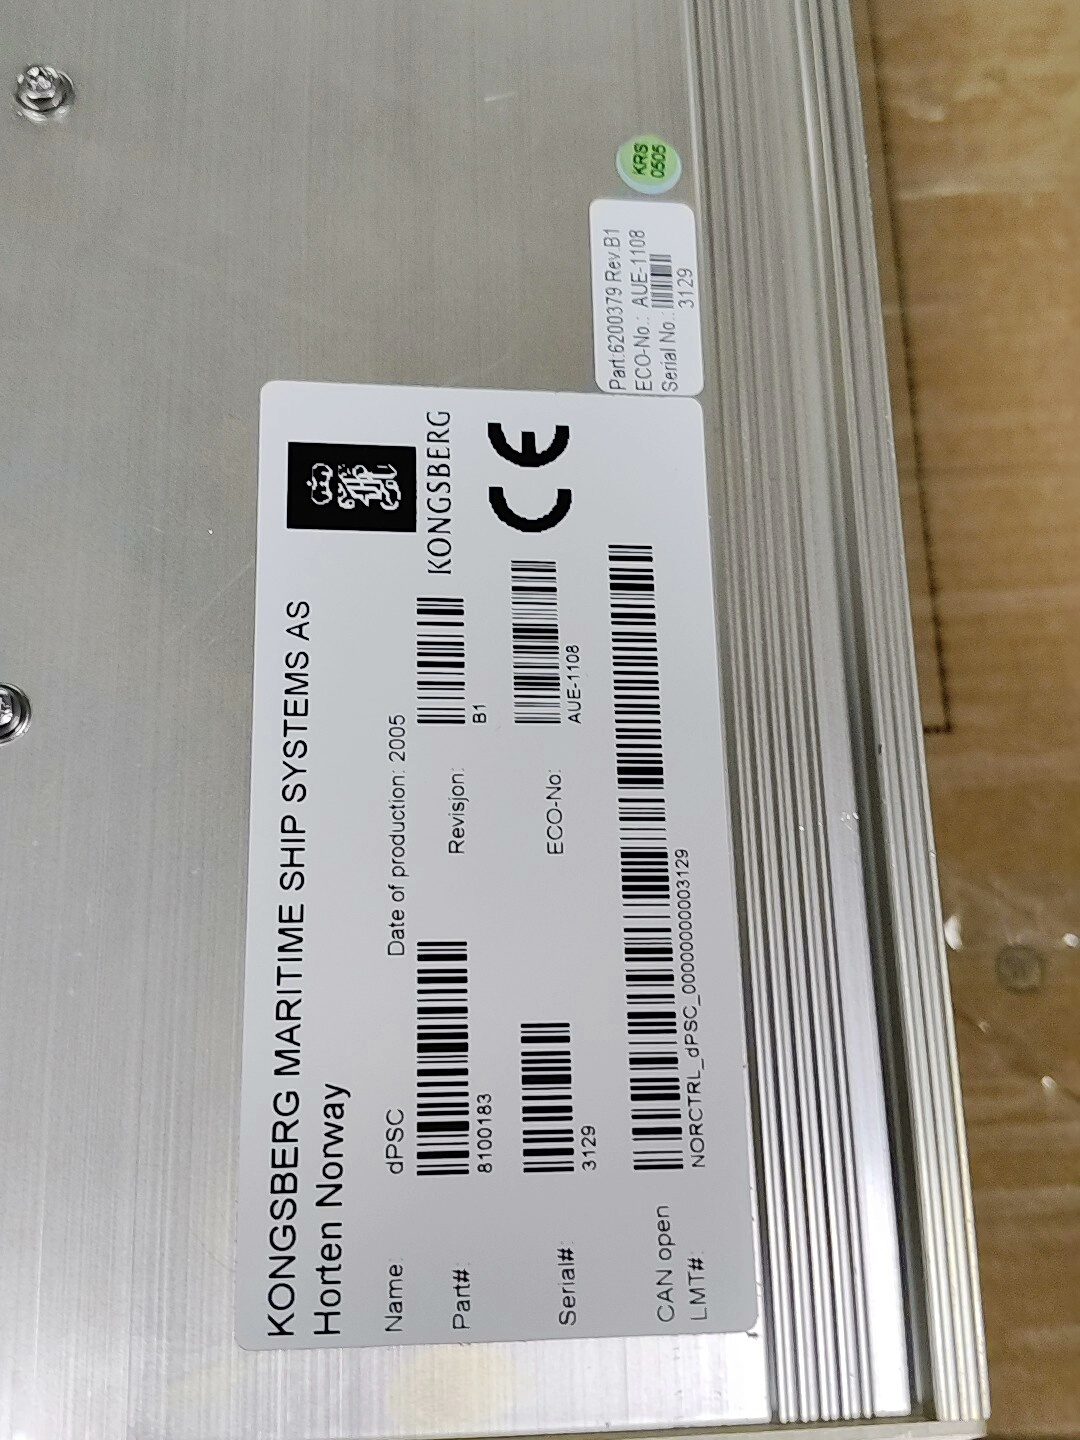 KONGSBERG MARITIME SHIP SYSTEMS AS
Horten Norway
Name: dPSC
Date of production: 2005
Part#:
8100183
Revisjon:
B1
KONGSBERG
Serial#:
3129
ECO-No:
AUE-1108
CE
CAN open
LMT#:
NORCTRL_dPSC_0000000000003129
Part:6200379 Rev.B1
ECO-No.: AUE-1108
Serial No.:
3129
KRS
0505